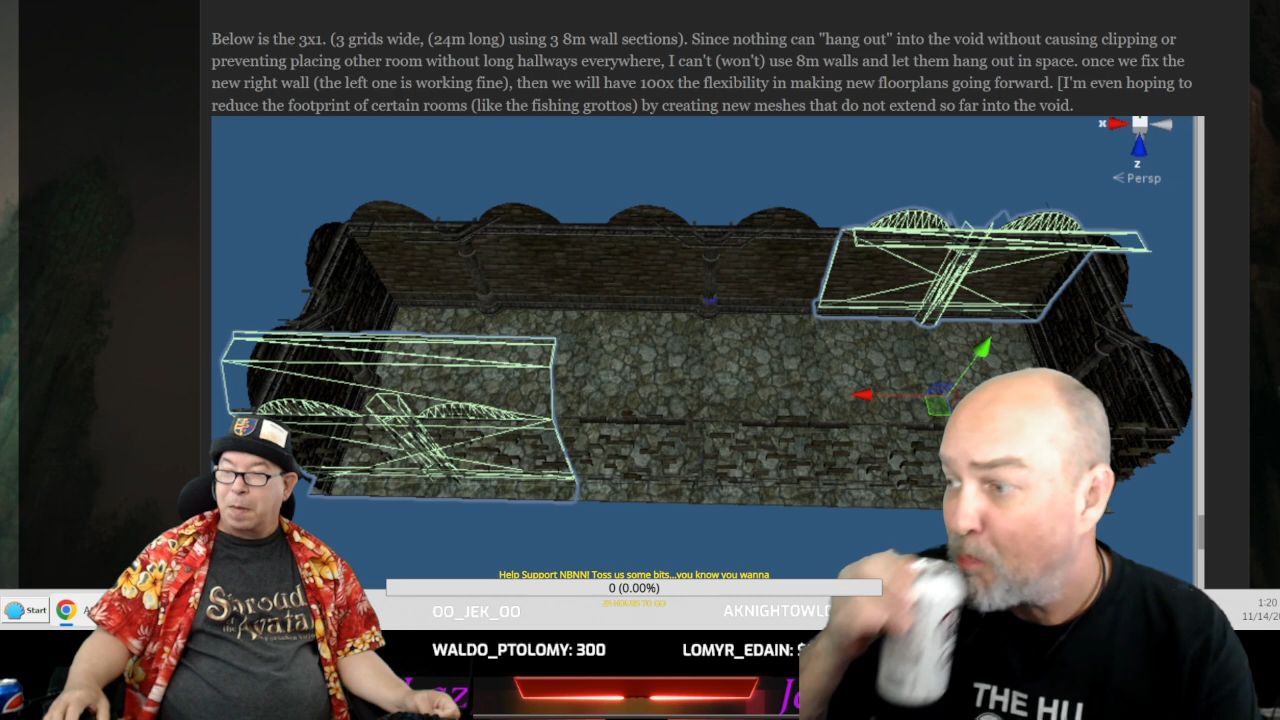 Below is the 3x1. (3 grids wide, (24m long) using 3 8m wall sections). Since nothing can "hang out" into the void without causing clipping or
preventing placing other room without long hallways everywhere, I can't (won't) use 8m walls and let them hang out in space. once we fix the
new right wall (the left one is working fine), then we will have 100x the flexibility in making new floorplans going forward. [I'm even hoping to
reduce the footprint of certain rooms (like the fishing grottos) by creating new meshes that do not extend so far into the void.
x
z
Persp
Help Support NBNN! Toss us some bits...you know you wanna
0 (0.00%)
Start
OO_JEK_OO
AKNIGHTOWL
1:20
11/14/20
WALDO_PTOLOMY: 300
LOMYR_EDAIN:
Shroud
of the
Avatar
THE HU